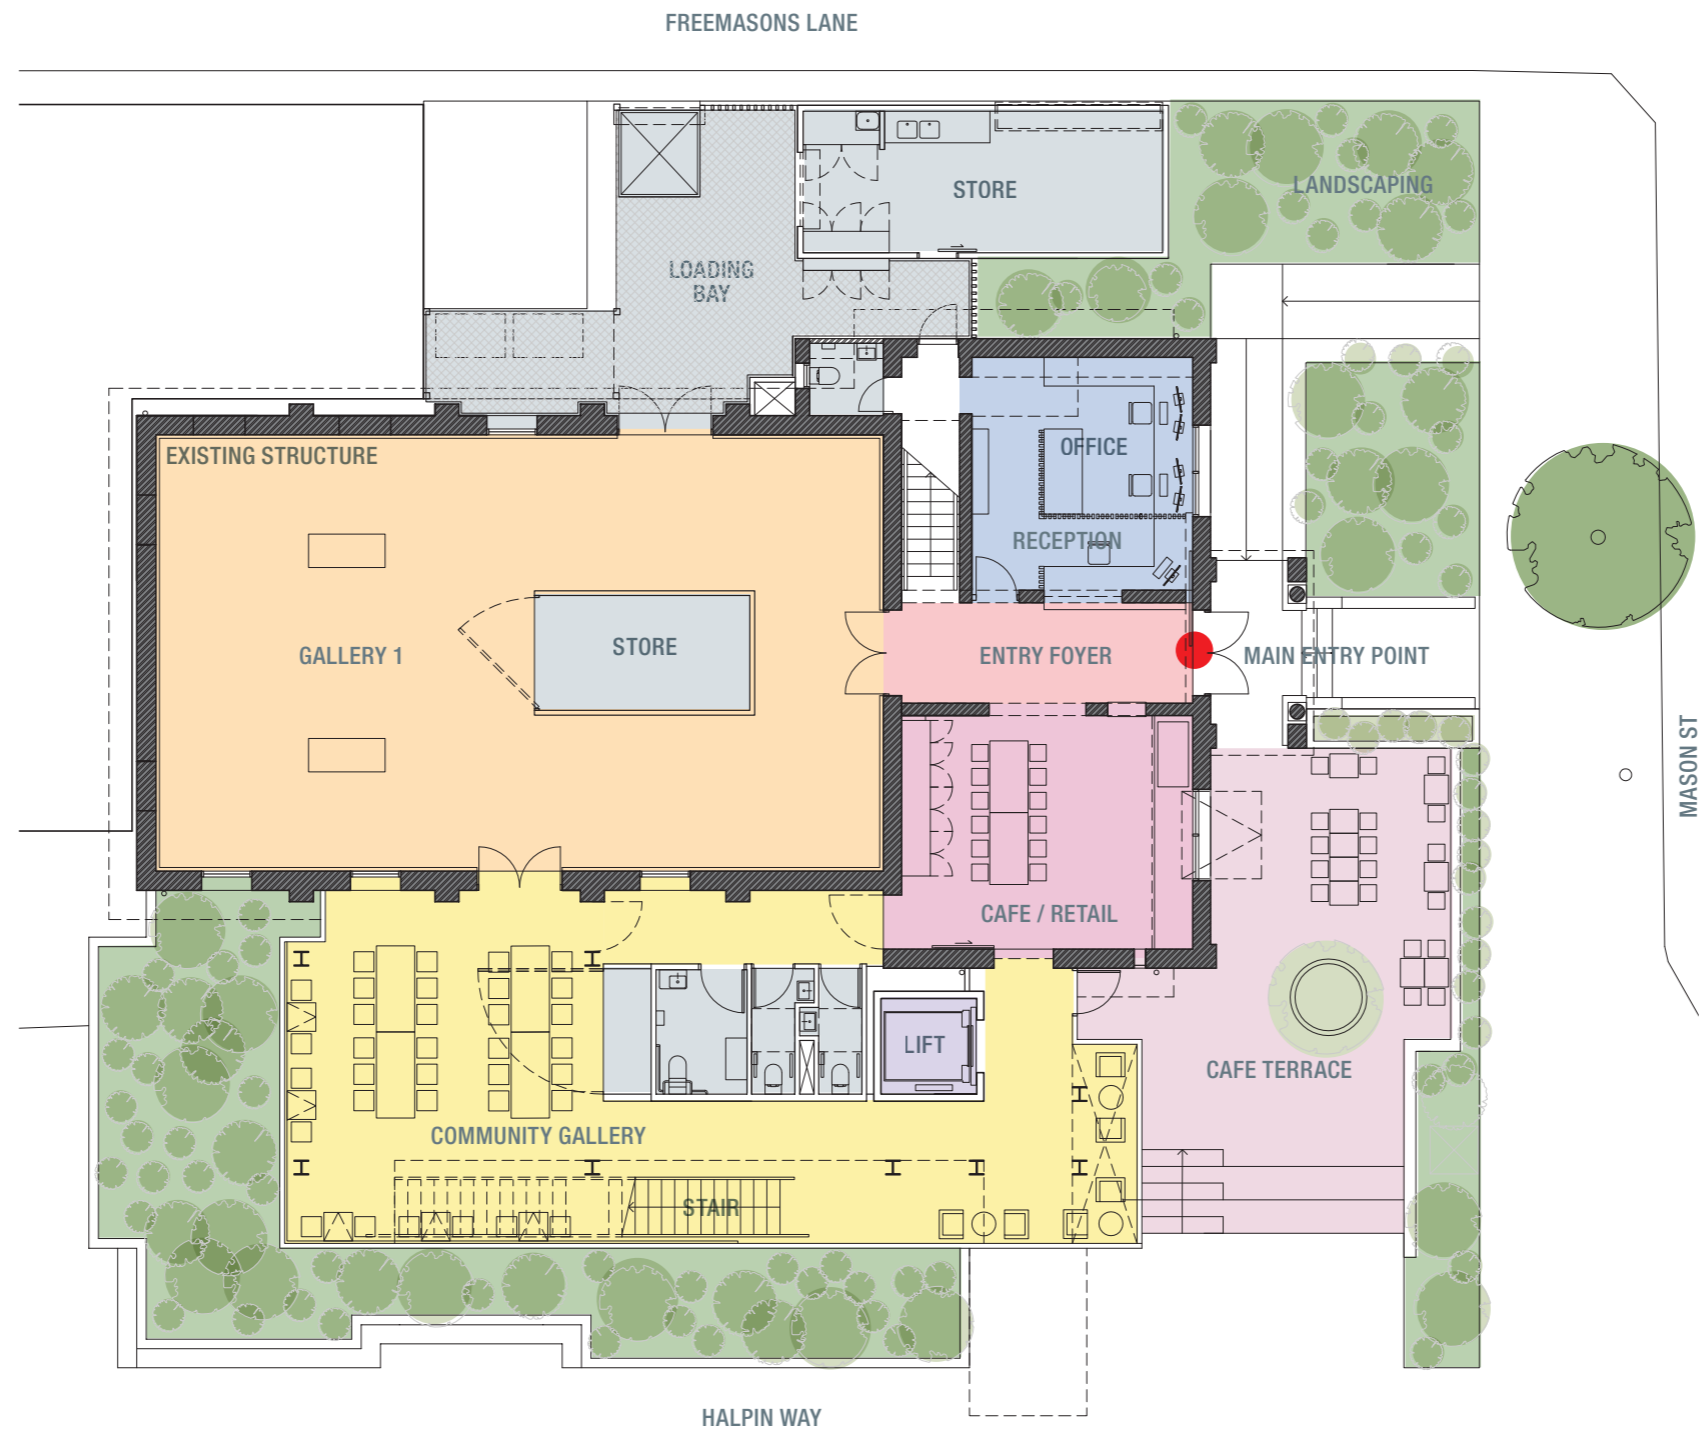 FREEMASONS LANE
STORE
LANDSCAPING
LOADING
BAY
EXISTING STRUCTURE
OFFICE
RECEPTION
GALLERY 1
STORE
ENTRY FOYER
MAIN ENTRY POINT
MASON ST
CAFE / RETAIL
LIFT
CAFE TERRACE
COMMUNITY GALLERY
STAIR
HALPIN WAY